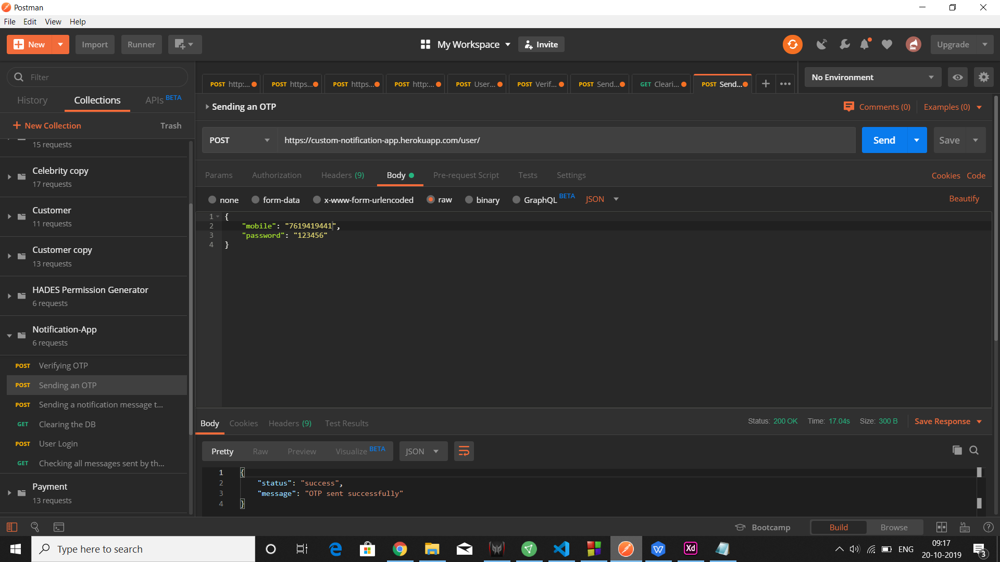 Postman
File Edit View Help
New Import Runner My Workspace Invite Upgrade
Filter
History Collections APIs BETA
New Collection Trash
15 requests
Celebrity copy
17 requests
Customer
11 requests
Customer copy
13 requests
HADES Permission Generator
6 requests
Notification-App
6 requests
POST Verifying OTP
POST Sending an OTP
POST Sending a notification message t...
GET Clearing the DB
POST User Login
GET Checking all messages sent by th...
Payment
13 requests
POST http:... POST https... POST https... POST http:... POST User... POST Verif... POST Send... GET Cleari... POST Send...
No Environment
Sending an OTP Comments (0) Examples (0)
POST https://custom-notification-app.herokuapp.com/user/ Send Save
Params Authorization Headers (9) Body Pre-request Script Tests Settings Cookies Code
none form-data x-www-form-urlencoded raw binary GraphQL BETA JSON Beautify
1 {
2 "mobile": "7619419441",
3 "password": "123456"
4 }
Body Cookies Headers (9) Test Results Status: 200 OK Time: 17.04s Size: 300 B Save Response
Pretty Raw Preview Visualize BETA JSON
1 {
2 "status": "success",
3 "message": "OTP sent successfully"
4 }
Bootcamp Build Browse
Type here to search
Xd
ENG
09:17
20-10-2019
3